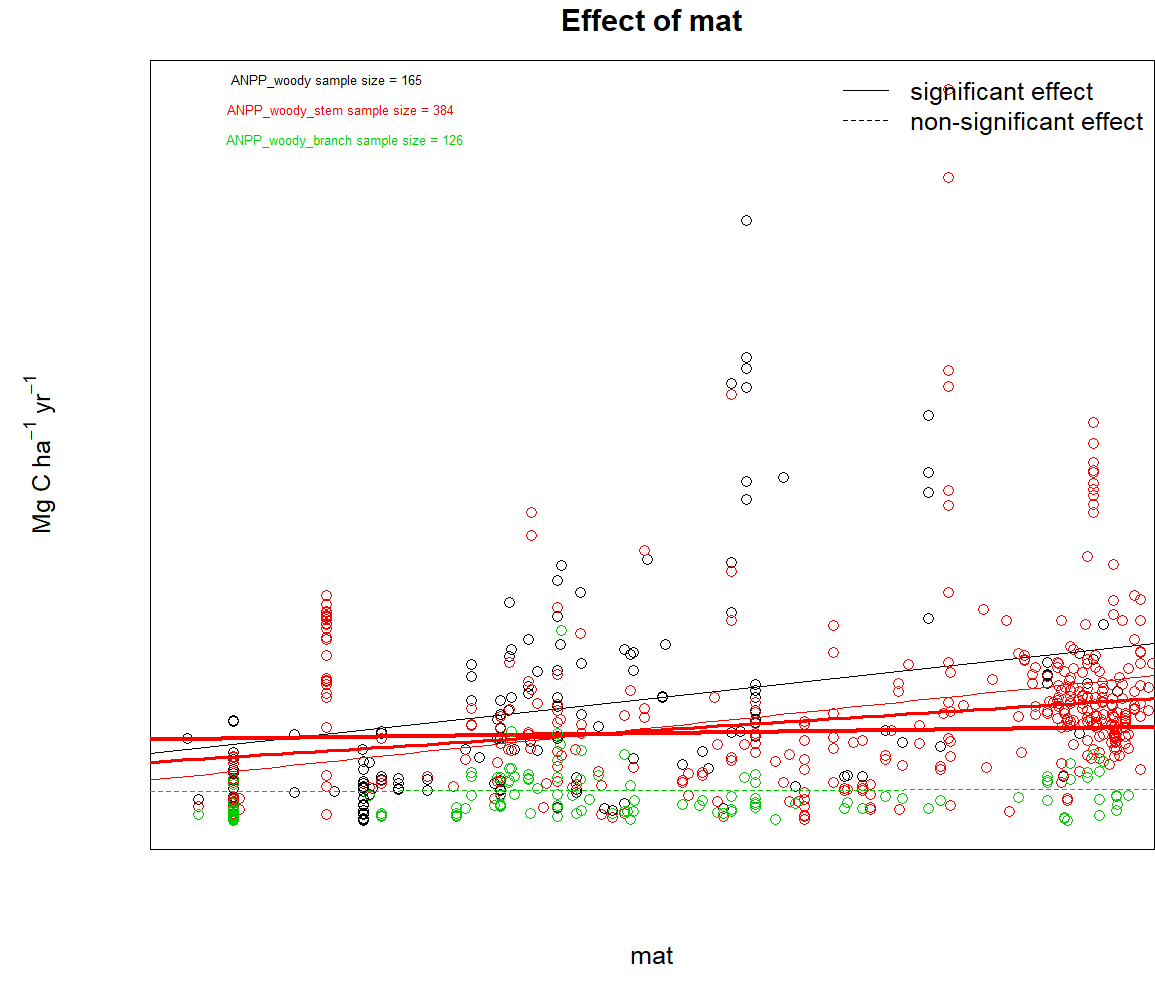 Effect of mat
ANPP_woody sample size = 165
ANPP_woody_stem sample size = 384
ANPP_woody_branch sample size = 126
significant effect
non-significant effect
Mg C ha⁻¹ yr⁻¹
mat